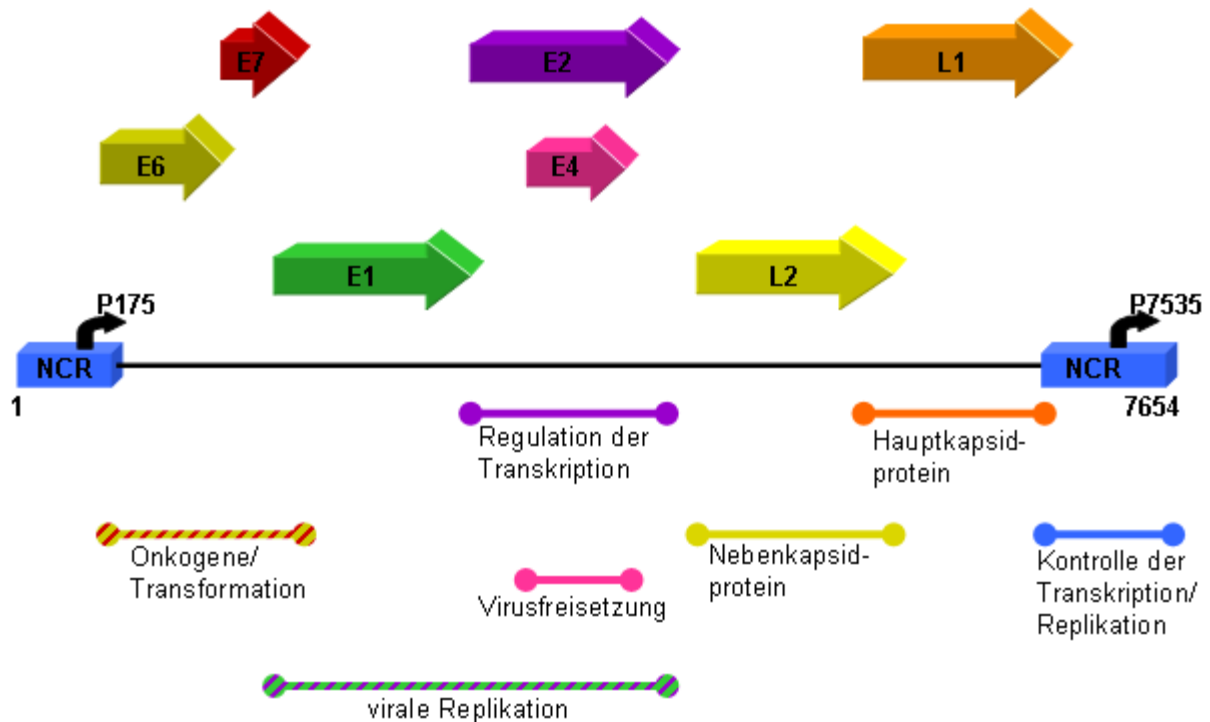 E7
E2
L1
E6
E4
E1
L2
P175
P7535
NCR
NCR
1
7654
Regulation der
Transkription
Hauptkapsid-
protein
Onkogene/
Transformation
Nebenkapsid-
protein
Kontrolle der
Transkription/
Replikation
Virusfreisetzung
virale Replikation